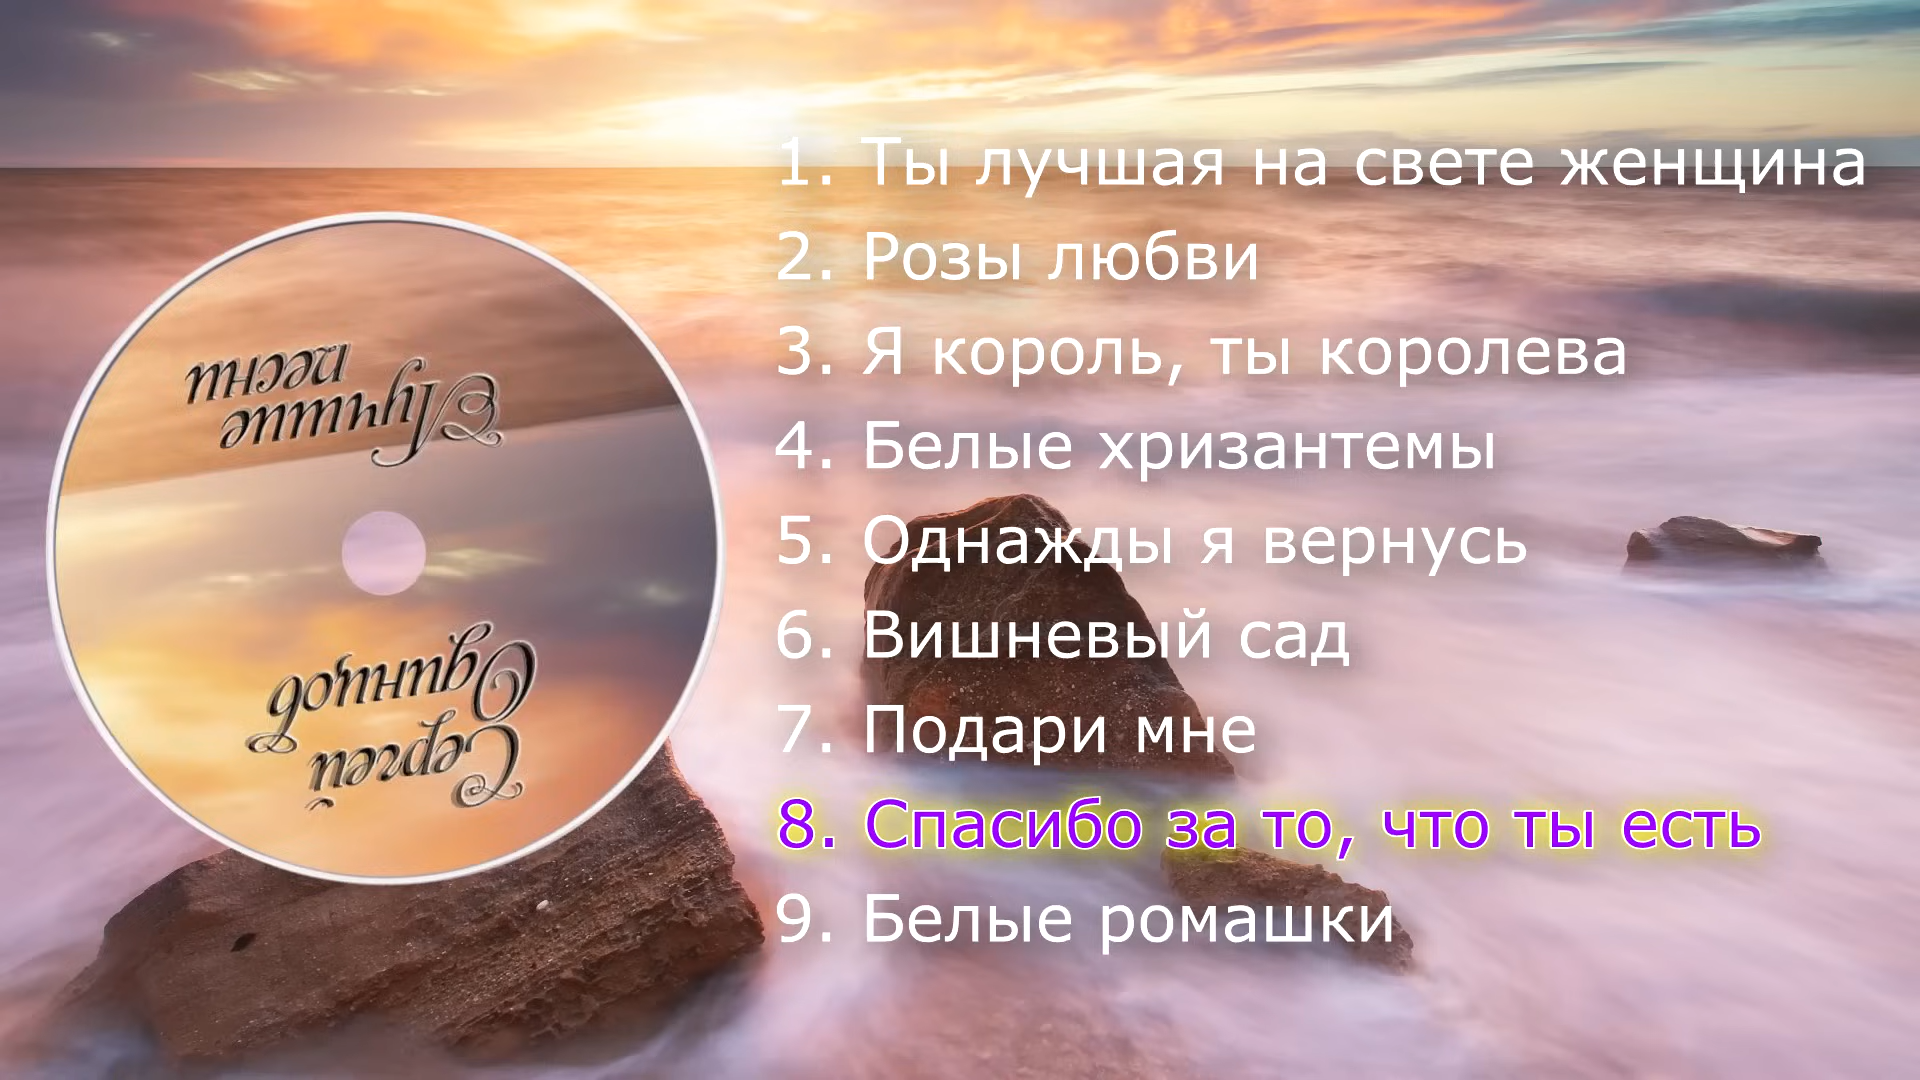 Сергей
Одинцов
Лучшие
песни
1. Ты лучшая на свете женщина
2. Розы любви
3. Я король, ты королева
4. Белые хризантемы
5. Однажды я вернусь
6. Вишневый сад
7. Подари мне
8. Спасибо за то, что ты есть
9. Белые ромашки